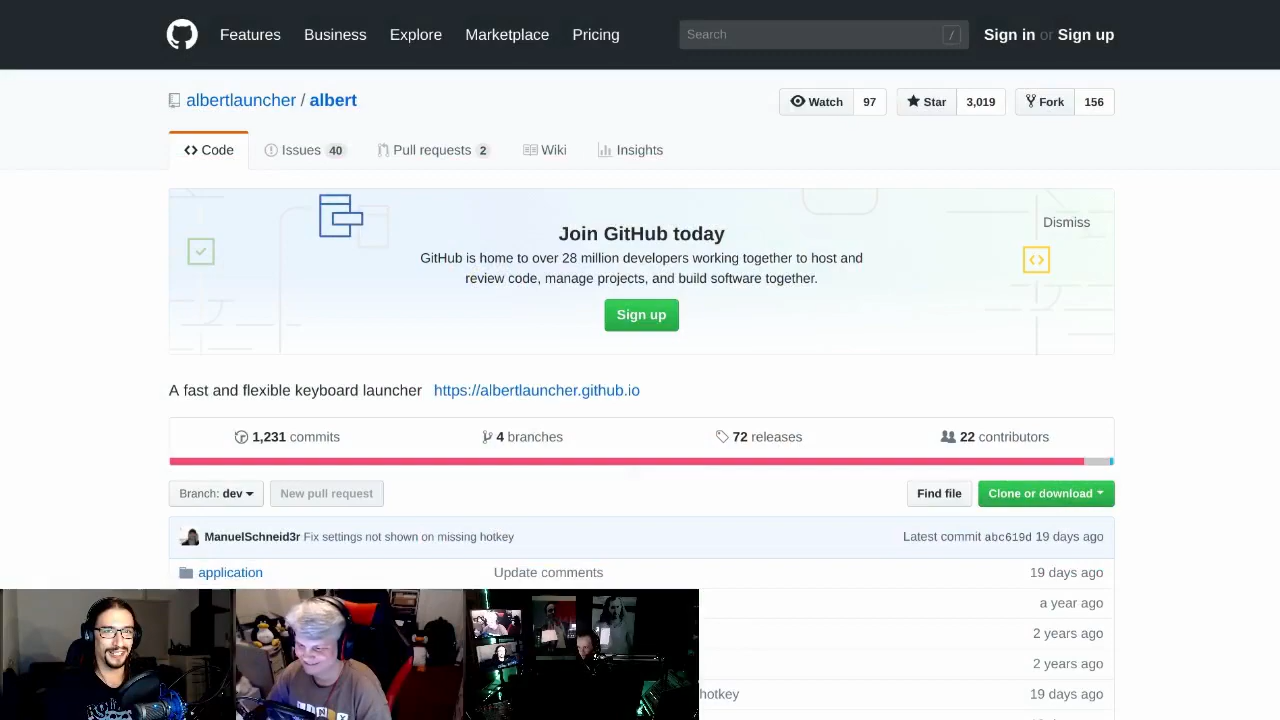 Features Business Explore Marketplace Pricing Search / Sign in or Sign up
albertlauncher / albert Watch 97 Star 3,019 Fork 156
Code Issues 40 Pull requests 2 Wiki Insights
Dismiss
Join GitHub today
GitHub is home to over 28 million developers working together to host and
review code, manage projects, and build software together.
Sign up
A fast and flexible keyboard launcher https://albertlauncher.github.io
1,231 commits 4 branches 72 releases 22 contributors
Branch: dev New pull request Find file Clone or download
ManuelSchneid3r Fix settings not shown on missing hotkey Latest commit abc619d 19 days ago
application Update comments 19 days ago
a year ago
2 years ago
2 years ago
hotkey 19 days ago